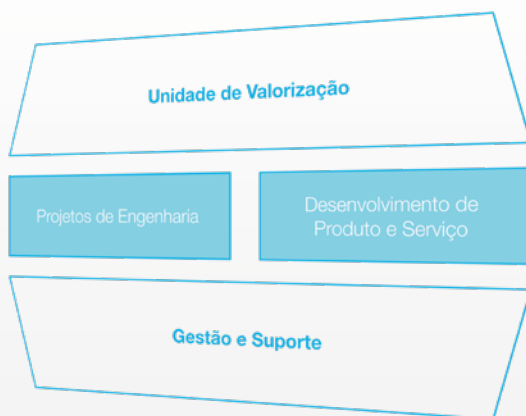 Unidade de Valorização
Projetos de Engenharia
Desenvolvimento de
Produto e Serviço
Gestão e Suporte